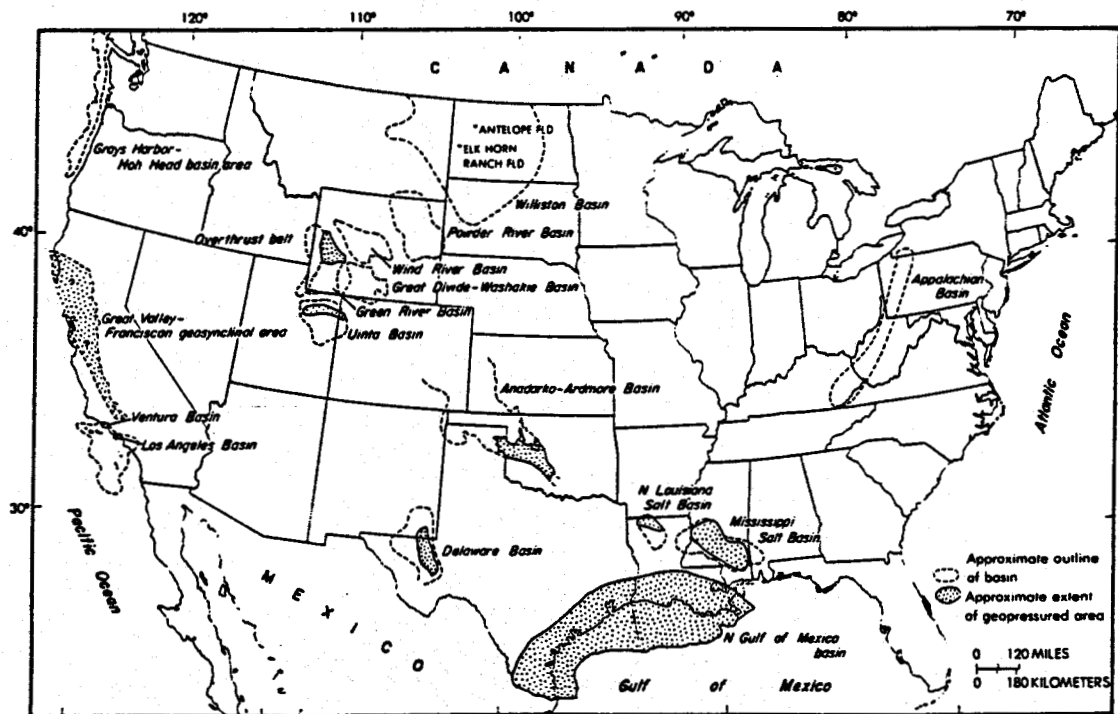 120°
100°
90°
80°
70°
C A N A D A
*ANTELOPE FLD
*ELK HORN
RANCH FLD
Grays Harbor-
Hoh Head basin area
Williston Basin
40°
Overthrust belt
Powder River Basin
Wind River Basin
Great Divide-Washakie Basin
Appalachian
Basin
Green River Basin
Great Valley-
Franciscan geosynclinal area
Uinta Basin
Atlantic Ocean
Anadarko-Ardmore Basin
Ventura Basin
Los Angeles Basin
30°
N Louisiana
Salt Basin
Mississippi
Salt Basin
Pacific
Ocean
Delaware Basin
Approximate outline
of basin
Approximate extent
of geopressured area
MEXICO
N Gulf of Mexico
basin
0 120 MILES
0 180 KILOMETERS
Gulf of Mexico